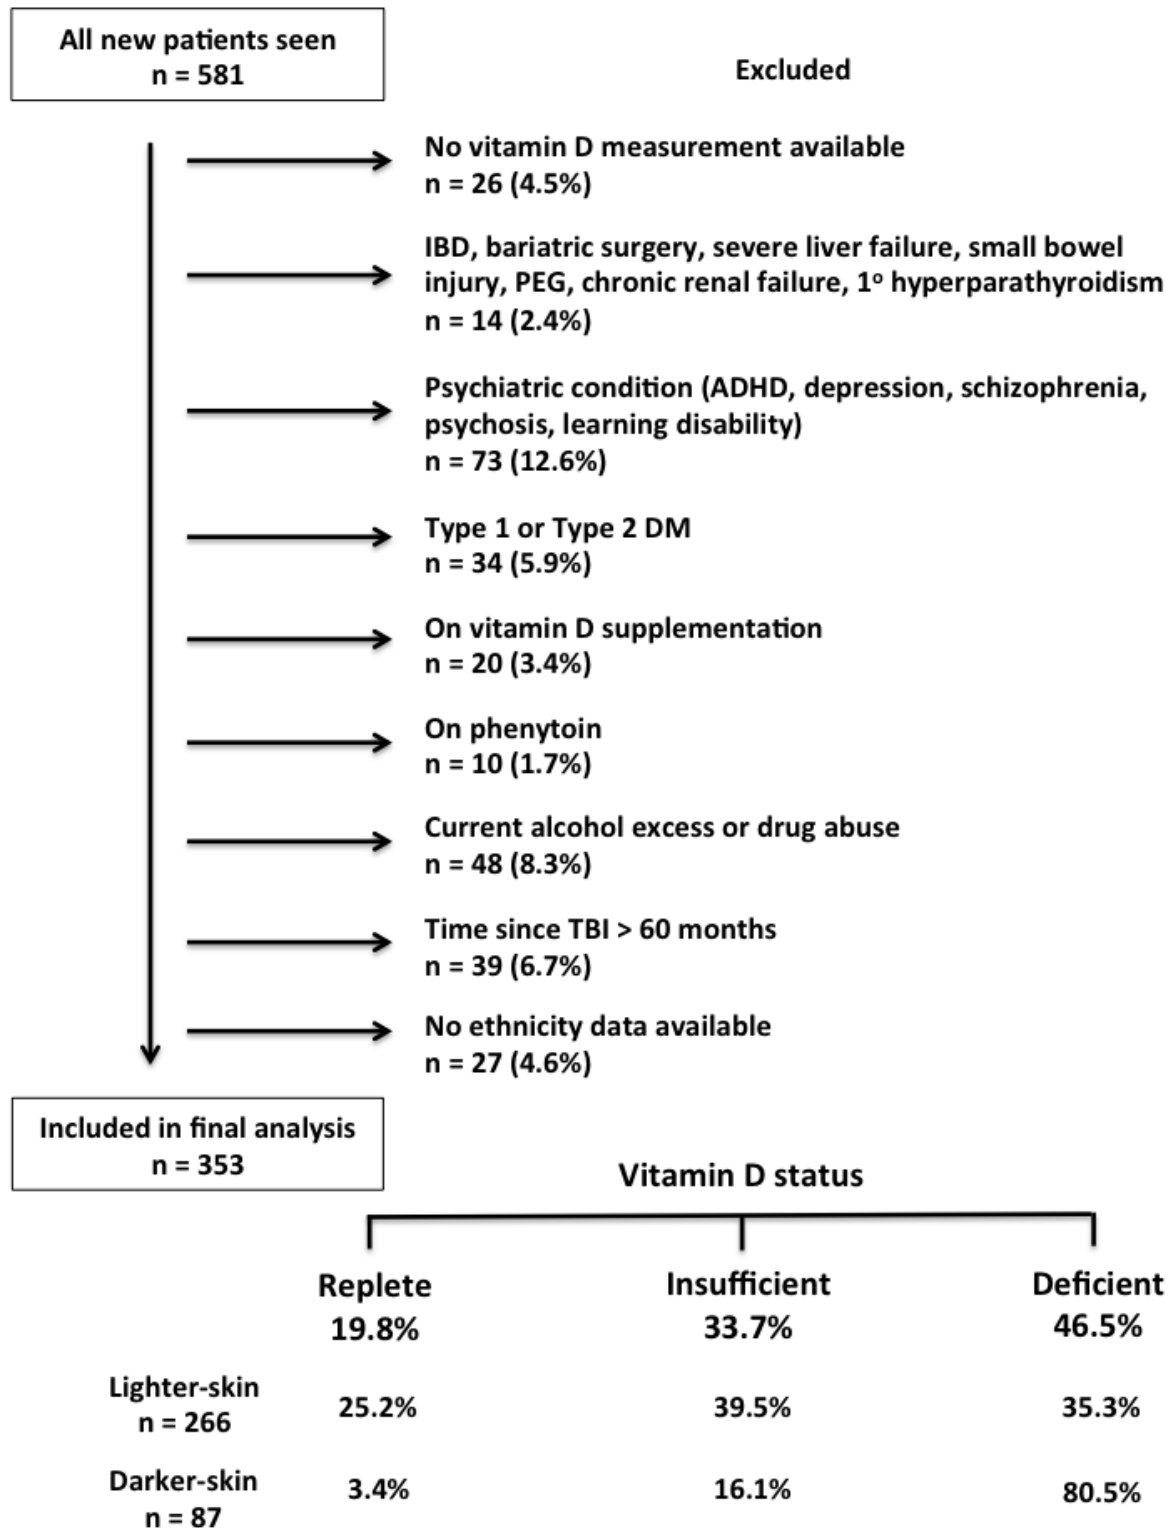 All new patients seen
n = 581
Excluded
No vitamin D measurement available
n = 26 (4.5%)
IBD, bariatric surgery, severe liver failure, small bowel
injury, PEG, chronic renal failure, 1º hyperparathyroidism
n = 14 (2.4%)
Psychiatric condition (ADHD, depression, schizophrenia,
psychosis, learning disability)
n = 73 (12.6%)
Type 1 or Type 2 DM
n = 34 (5.9%)
On vitamin D supplementation
n = 20 (3.4%)
On phenytoin
n = 10 (1.7%)
Current alcohol excess or drug abuse
n = 48 (8.3%)
Time since TBI > 60 months
n = 39 (6.7%)
No ethnicity data available
n = 27 (4.6%)
Included in final analysis
n = 353
Vitamin D status
Replete Insufficient Deficient
19.8% 33.7% 46.5%
Lighter-skin
n = 266 25.2% 39.5% 35.3%
Darker-skin
n = 87 3.4% 16.1% 80.5%